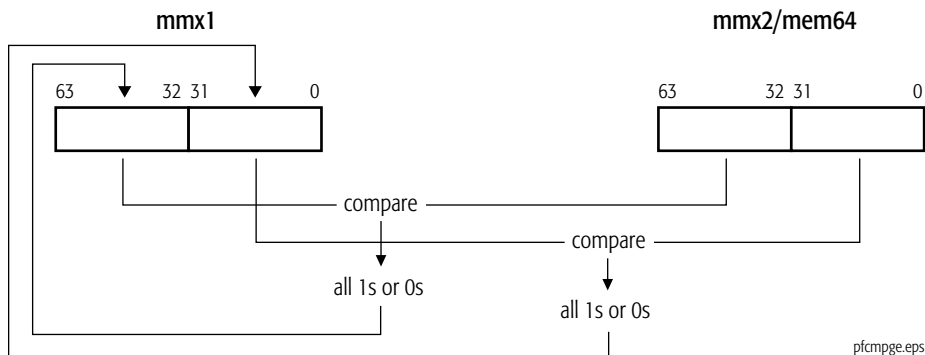 mmx1 mmx2/mem64
63 32 31 0 63 32 31 0
compare
compare
all 1s or 0s
all 1s or 0s
pfcmpge.eps